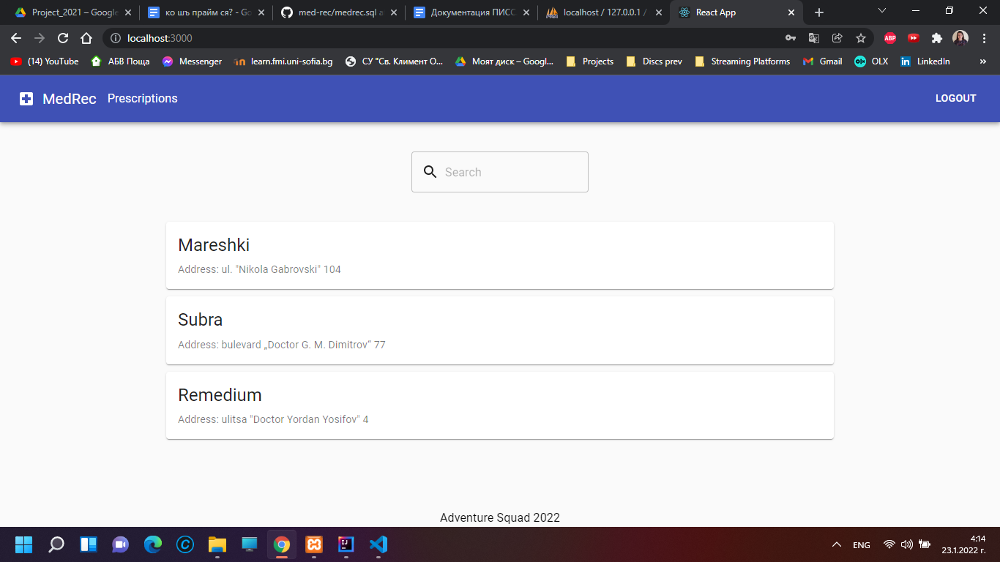 Project_2021 – Google
ко шъ прайм ся? - Go
med-rec/medrec.sql a
Документация ПИСС
localhost / 127.0.0.1 /
React App
localhost:3000
(14) YouTube
АБВ Поща
Messenger
learn.fmi.uni-sofia.bg
СУ "Св. Климент О...
Моят диск – Googl...
Projects
Discs prev
Streaming Platforms
Gmail
OLX
LinkedIn
»
MedRec
Prescriptions
LOGOUT
Search
Mareshki
Address: ul. "Nikola Gabrovski" 104
Subra
Address: bulevard „Doctor G. M. Dimitrov“ 77
Remedium
Address: ulitsa "Doctor Yordan Yosifov" 4
Adventure Squad 2022
ENG
4:14
23.1.2022 г.